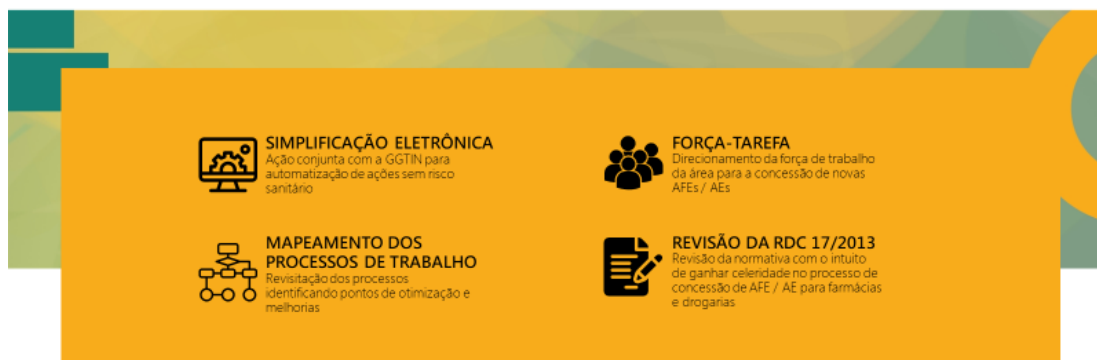 SIMPLIFICAÇÃO ELETRÔNICA
Ação conjunta com a GGTIN para
automatização de ações sem risco
sanitário
FORÇA-TAREFA
Direcionamento da força de trabalho
da área para a concessão de novas
AFEs / AEs
MAPEAMENTO DOS
PROCESSOS DE TRABALHO
Revisitação dos processos
identificando pontos de otimização e
melhorias
REVISÃO DA RDC 17/2013
Revisão da normativa com o intuito
de ganhar celeridade no processo de
concessão de AFE / AE para farmácias
e drogarias